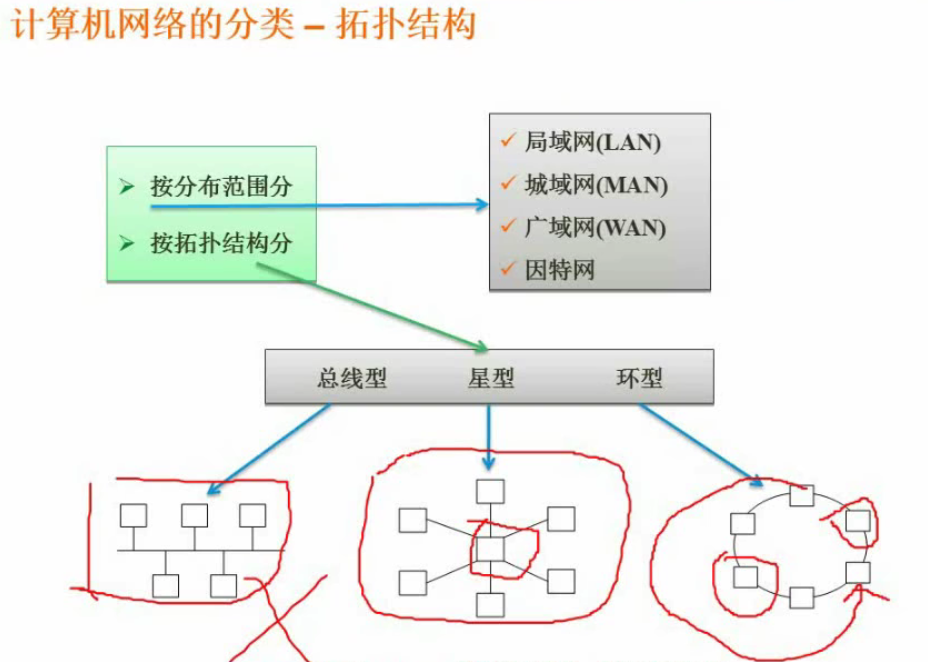 计算机网络的分类 – 拓扑结构
按分布范围分
按拓扑结构分
局域网(LAN)
城域网(MAN)
广域网(WAN)
因特网
总线型 星型 环型